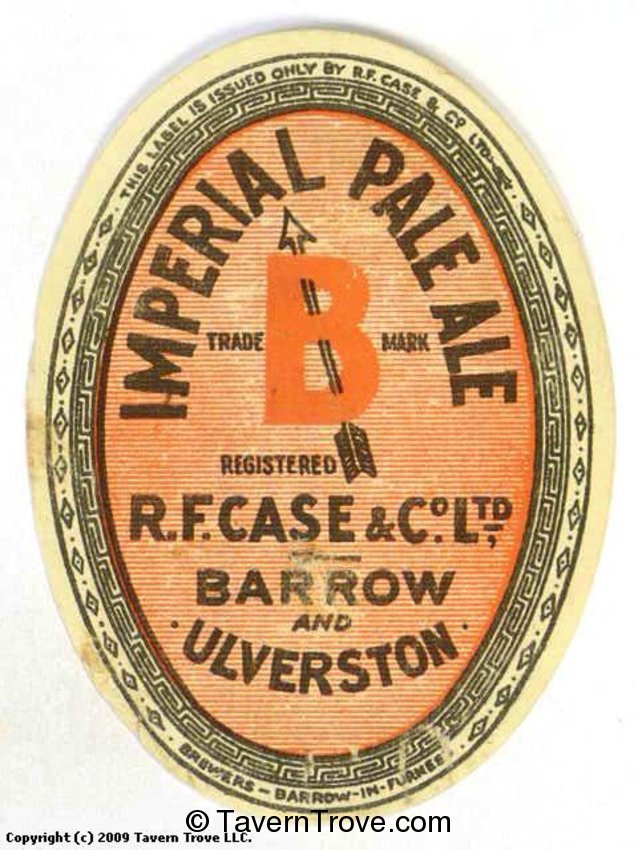 THIS LABEL IS ISSUED ONLY BY R.F. CASE & CO LTD
IMPERIAL PALE ALE
B
TRADE MARK
REGISTERED
R.F. CASE & Co. LTD,
BARROW
AND
· ULVERSTON ·
BREWERS – BARROW-IN-FURNESS
© TavernTrove.com
Copyright (c) 2009 Tavern Trove LLC.